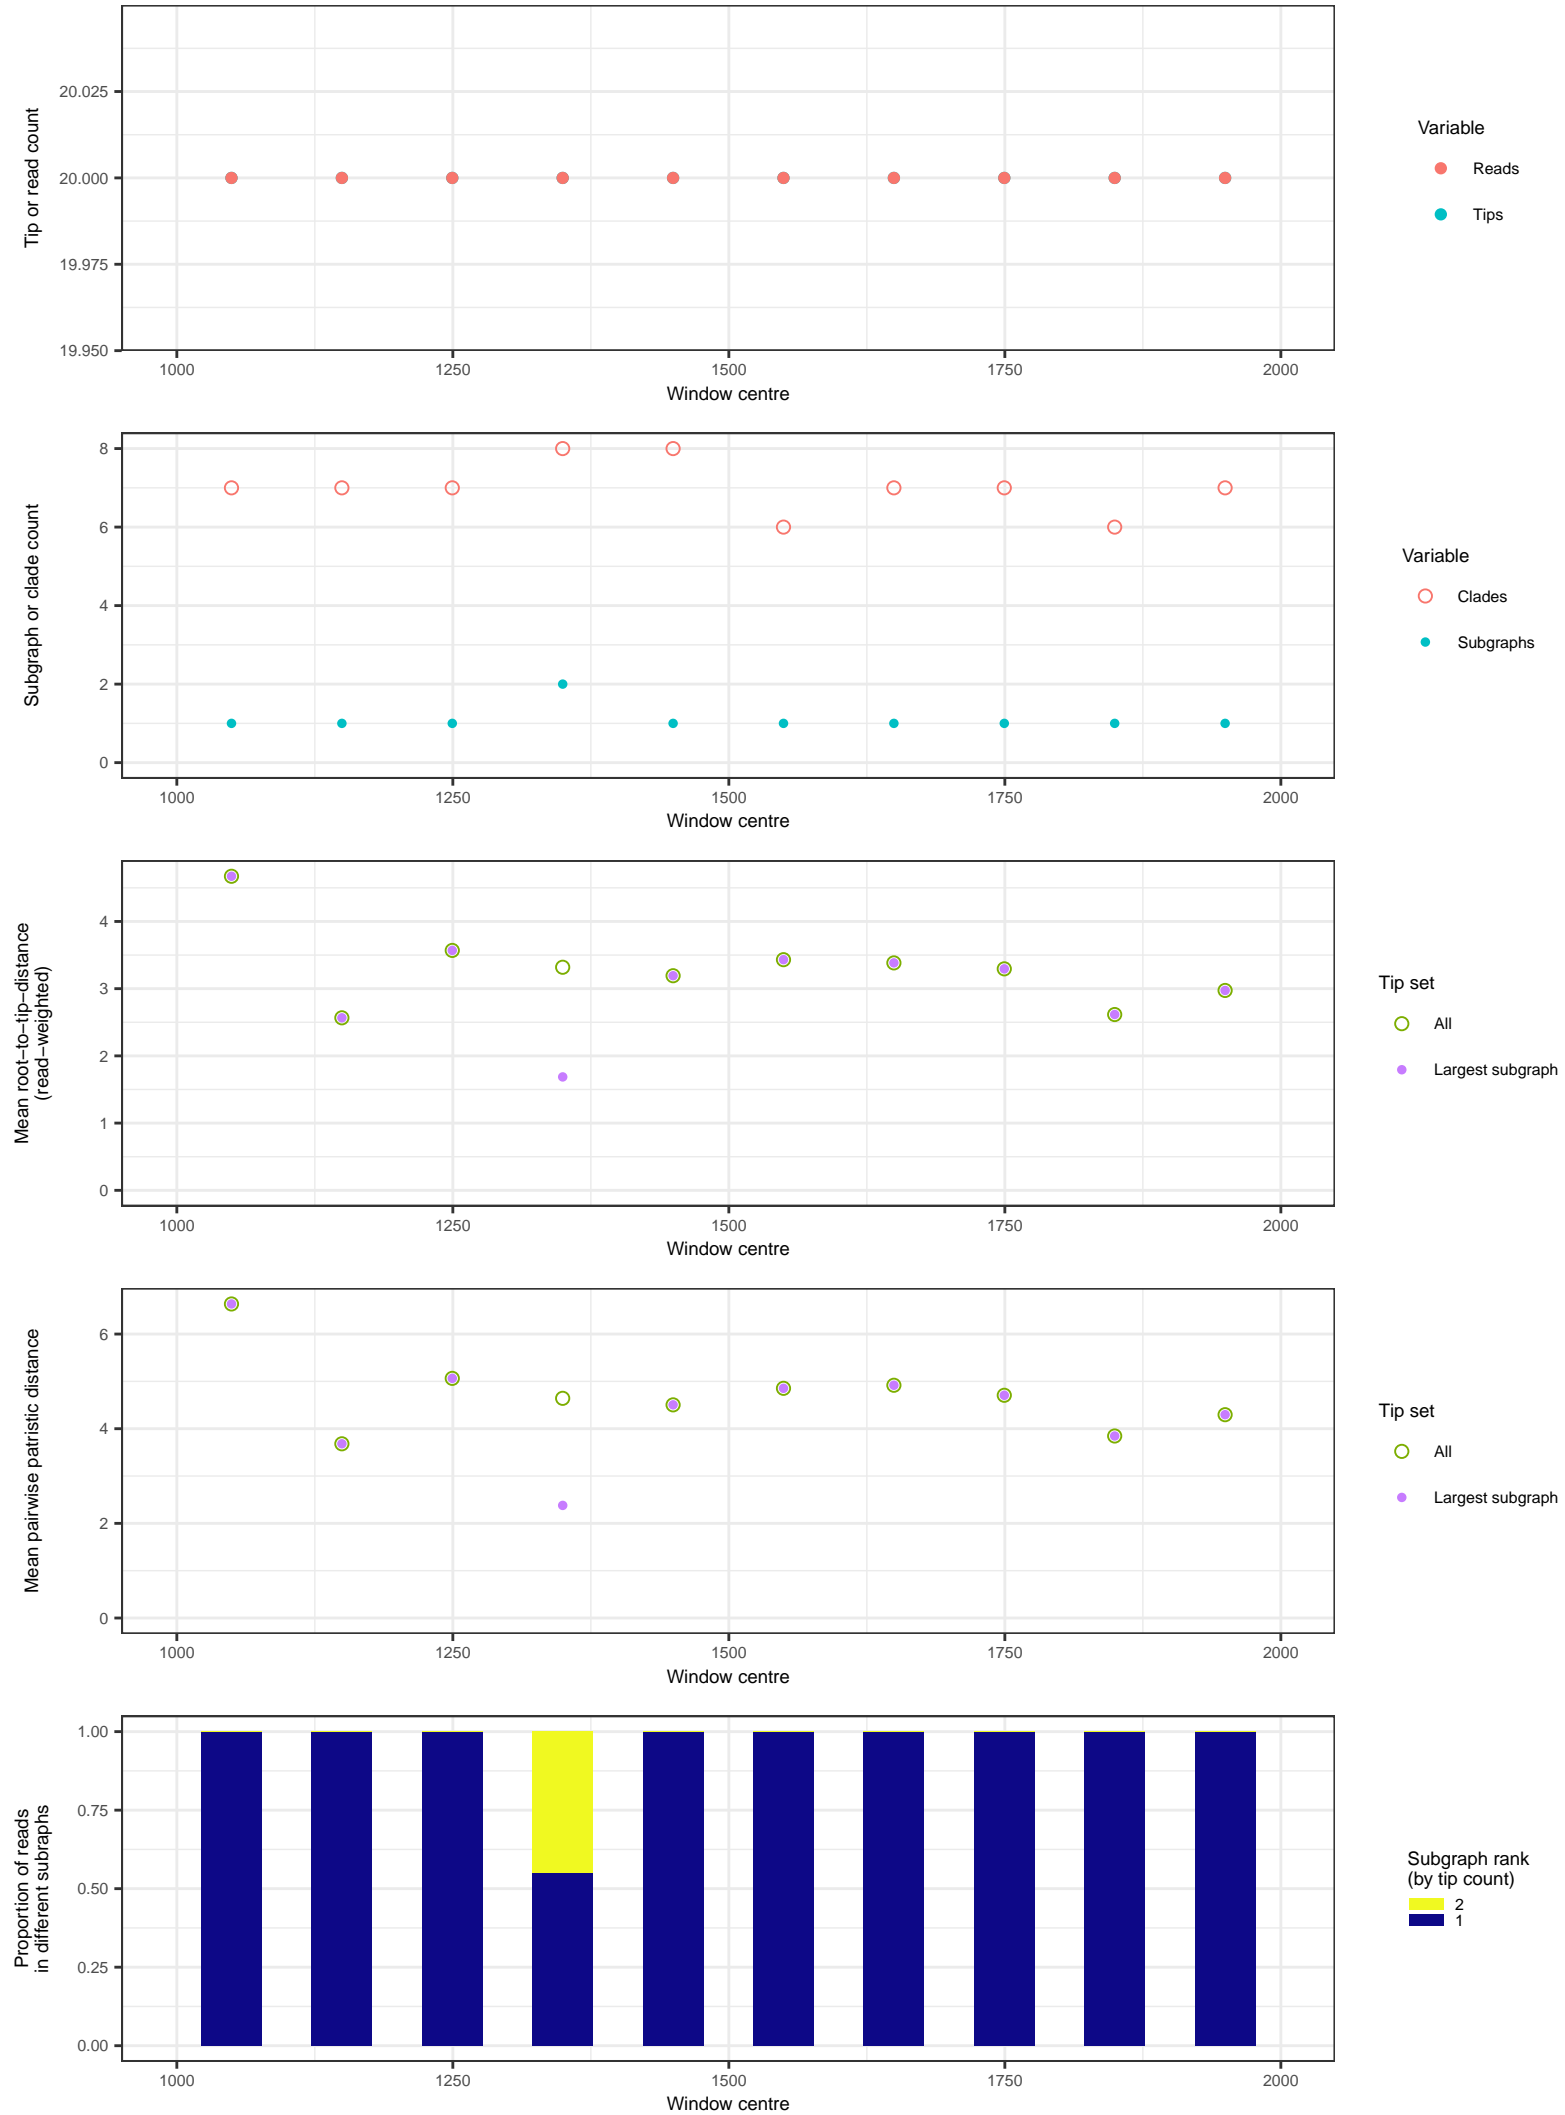 Tip or read count
20.025
20.000
19.975
19.950
1000 1250 1500 1750 2000
Window centre
Variable
Reads
Tips
Subgraph or clade count
8
6
4
2
0
1000 1250 1500 1750 2000
Window centre
Variable
Clades
Subgraphs
Mean root−to−tip−distance
(read−weighted)
4
3
2
1
0
1000 1250 1500 1750 2000
Window centre
Tip set
All
Largest subgraph
Mean pairwise patristic distance
6
4
2
0
1000 1250 1500 1750 2000
Window centre
Tip set
All
Largest subgraph
Proportion of reads
in different subraphs
1.00
0.75
0.50
0.25
0.00
1000 1250 1500 1750 2000
Window centre
Subgraph rank
(by tip count)
2
1